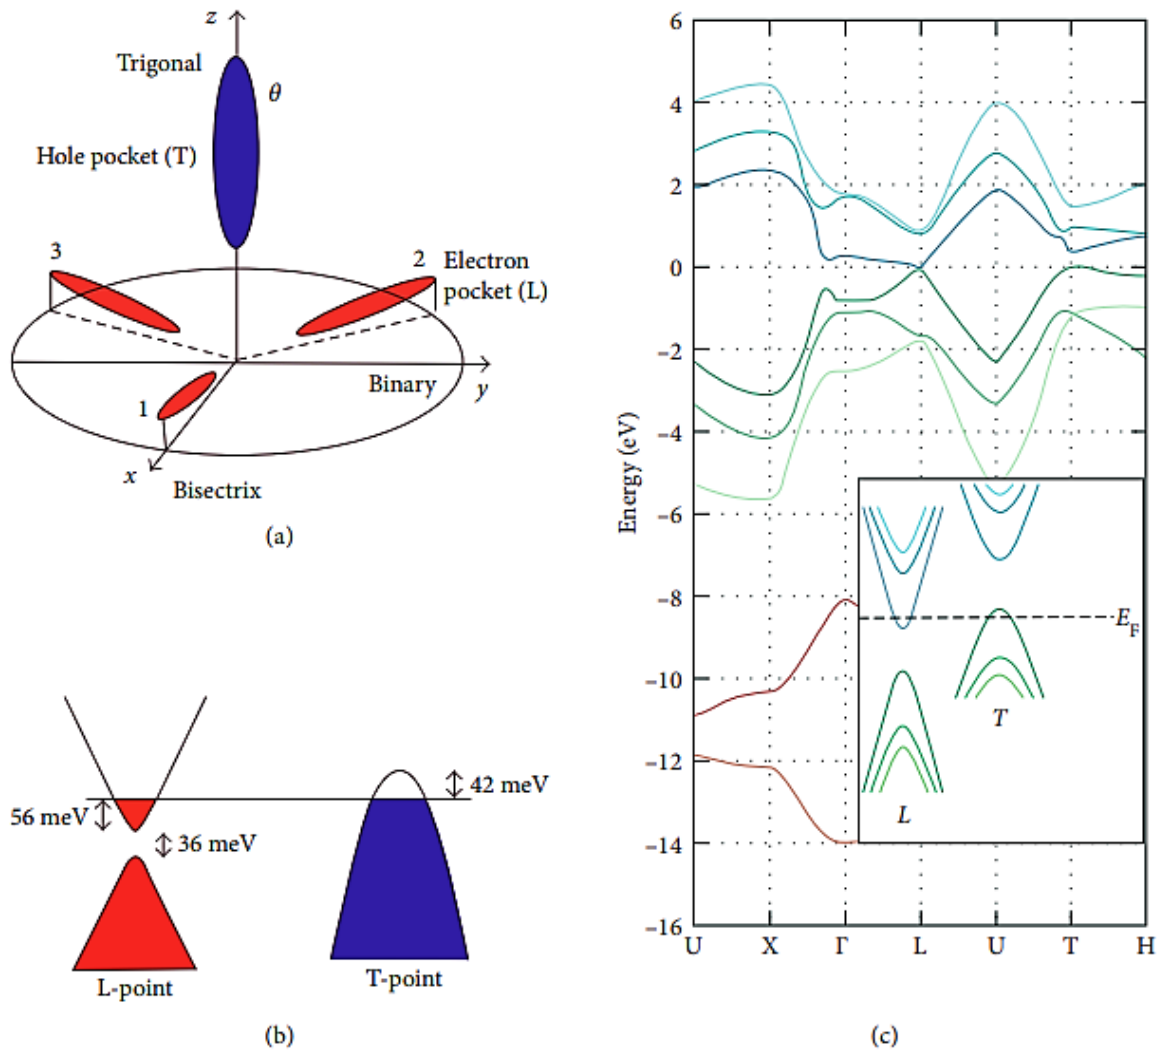 z
Trigonal
θ
Hole pocket (T)
3
2
Electron
pocket (L)
Binary
y
1
x
Bisectrix
(a)
56 meV
36 meV
42 meV
L-point
T-point
(b)
Energy (eV)
6
4
2
0
−2
−4
−6
−8
−10
−12
−14
−16
U X Γ L U T H
E_F
T
L
(c)